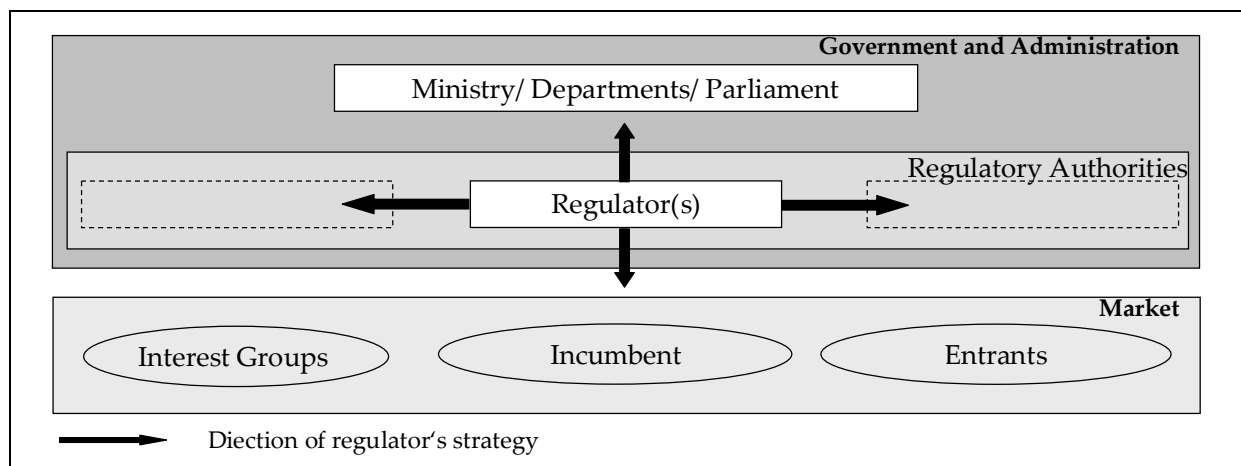 Government and Administration
Ministry/ Departments/ Parliament
Regulatory Authorities
Regulator(s)
Market
Interest Groups
Incumbent
Entrants
Diection of regulator‘s strategy